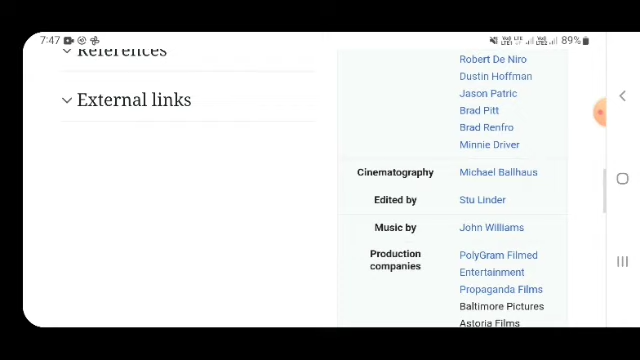 7:47
89%
References
External links
Robert De Niro
Dustin Hoffman
Jason Patric
Brad Pitt
Brad Renfro
Minnie Driver
Cinematography Michael Ballhaus
Edited by Stu Linder
Music by John Williams
Production companies PolyGram Filmed
Entertainment
Propaganda Films
Baltimore Pictures
Astoria Films